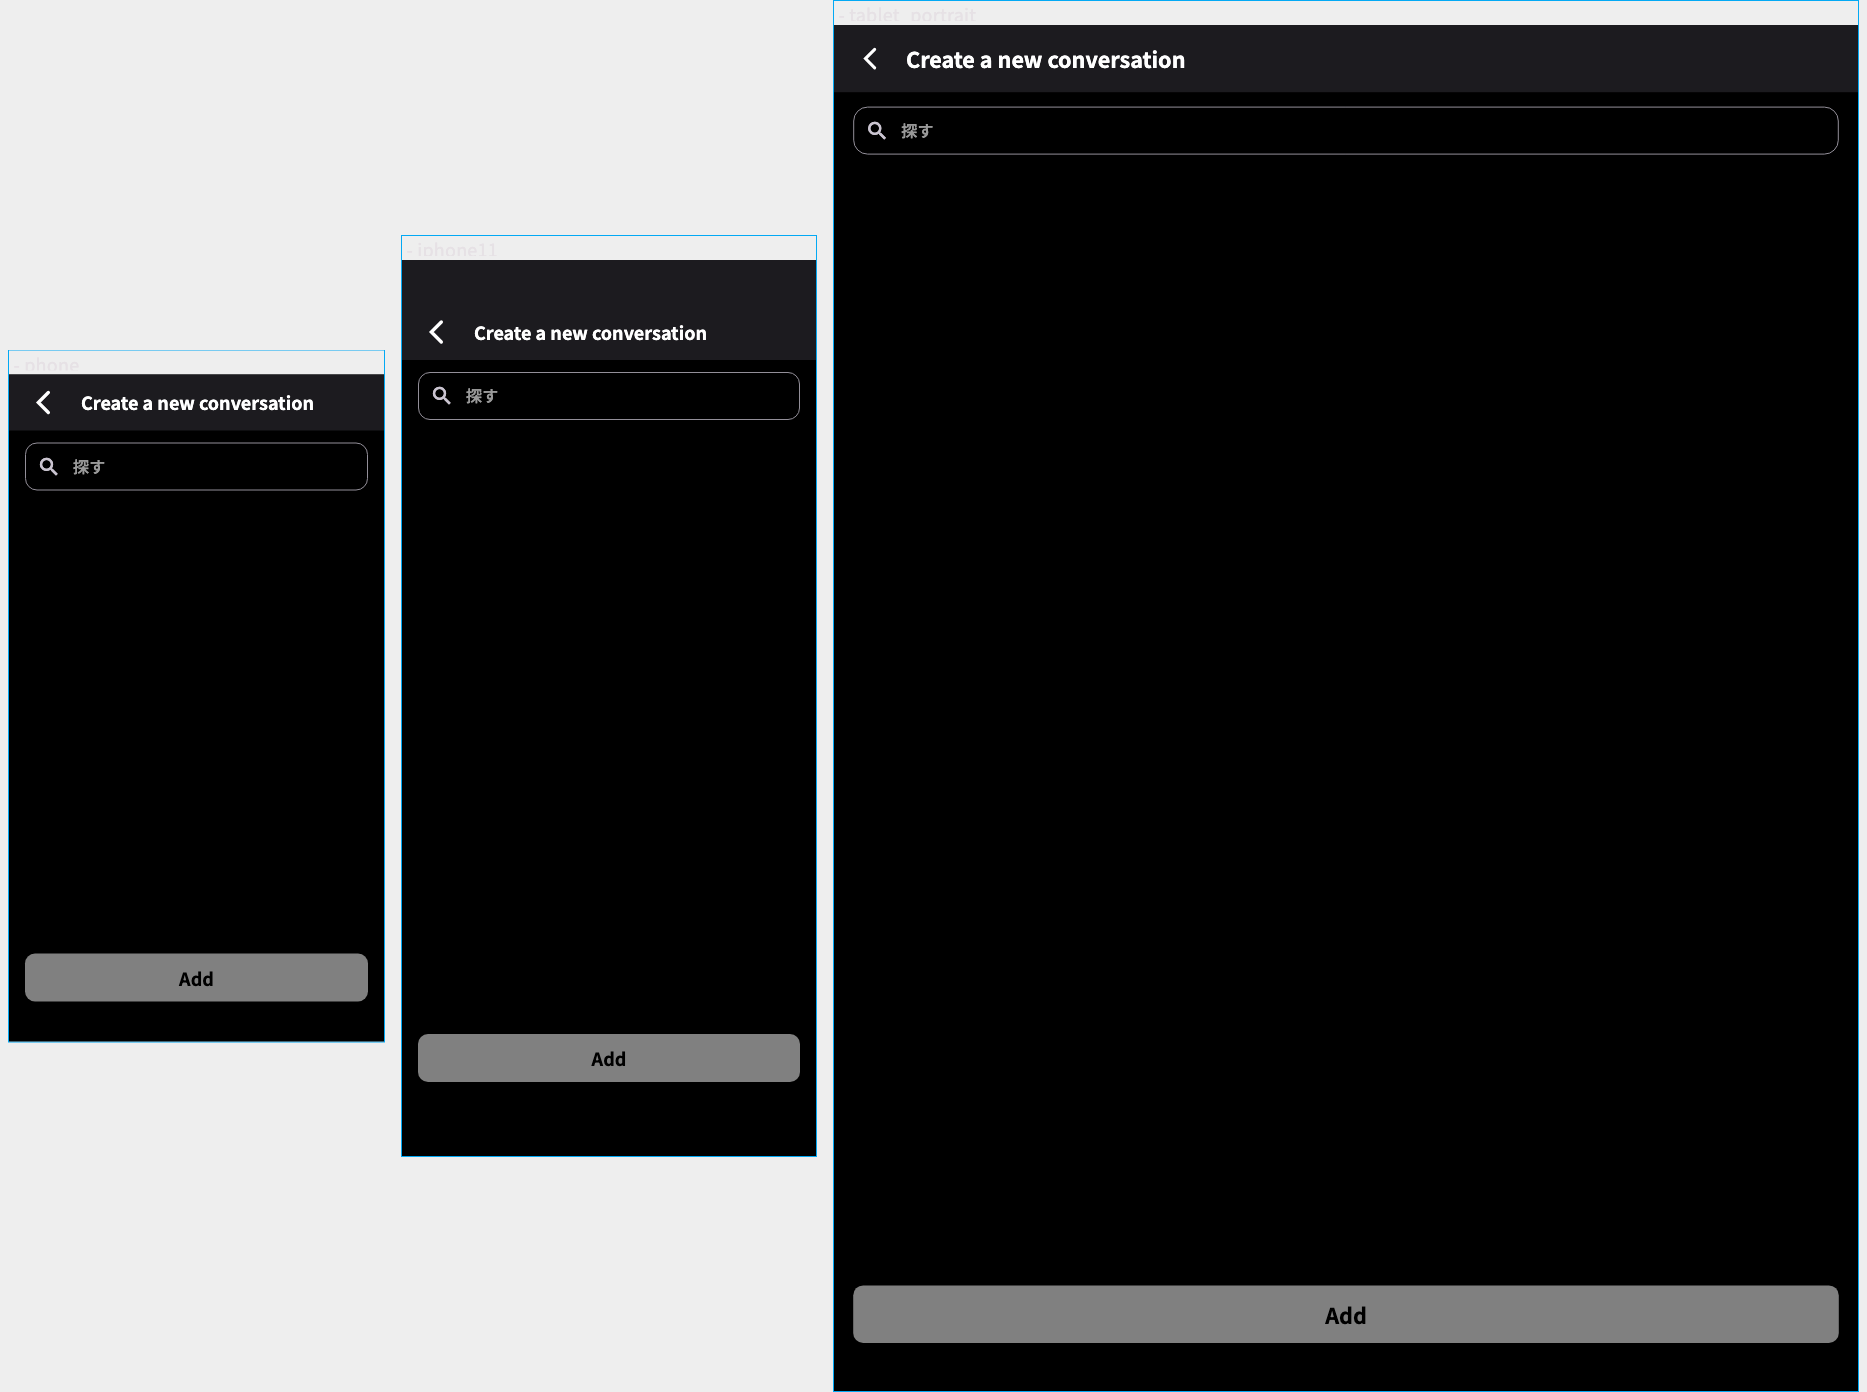 - phone
Create a new conversation
探す
Add
- iphone11
Create a new conversation
探す
Add
- tablet_portrait
Create a new conversation
探す
Add